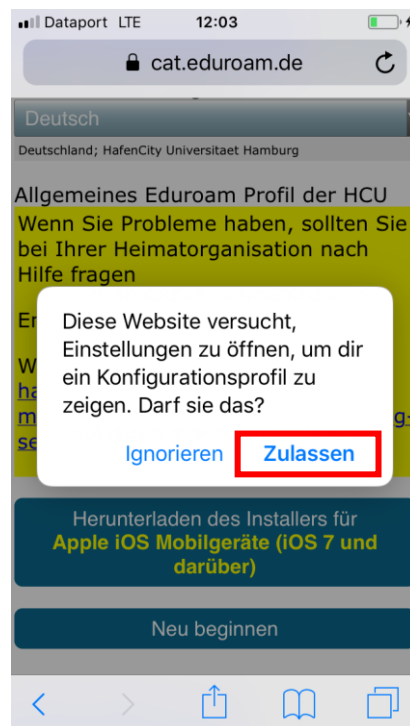 Dataport LTE 12:03
cat.eduroam.de
Deutsch
Deutschland; HafenCity Universitaet Hamburg
Allgemeines Eduroam Profil der HCU
Wenn Sie Probleme haben, sollten Sie
bei Ihrer Heimatorganisation nach
Hilfe fragen
Diese Website versucht,
Einstellungen zu öffnen, um dir
ein Konfigurationsprofil zu
zeigen. Darf sie das?
Ignorieren Zulassen
Herunterladen des Installers für
Apple iOS Mobilgeräte (iOS 7 und
darüber)
Neu beginnen